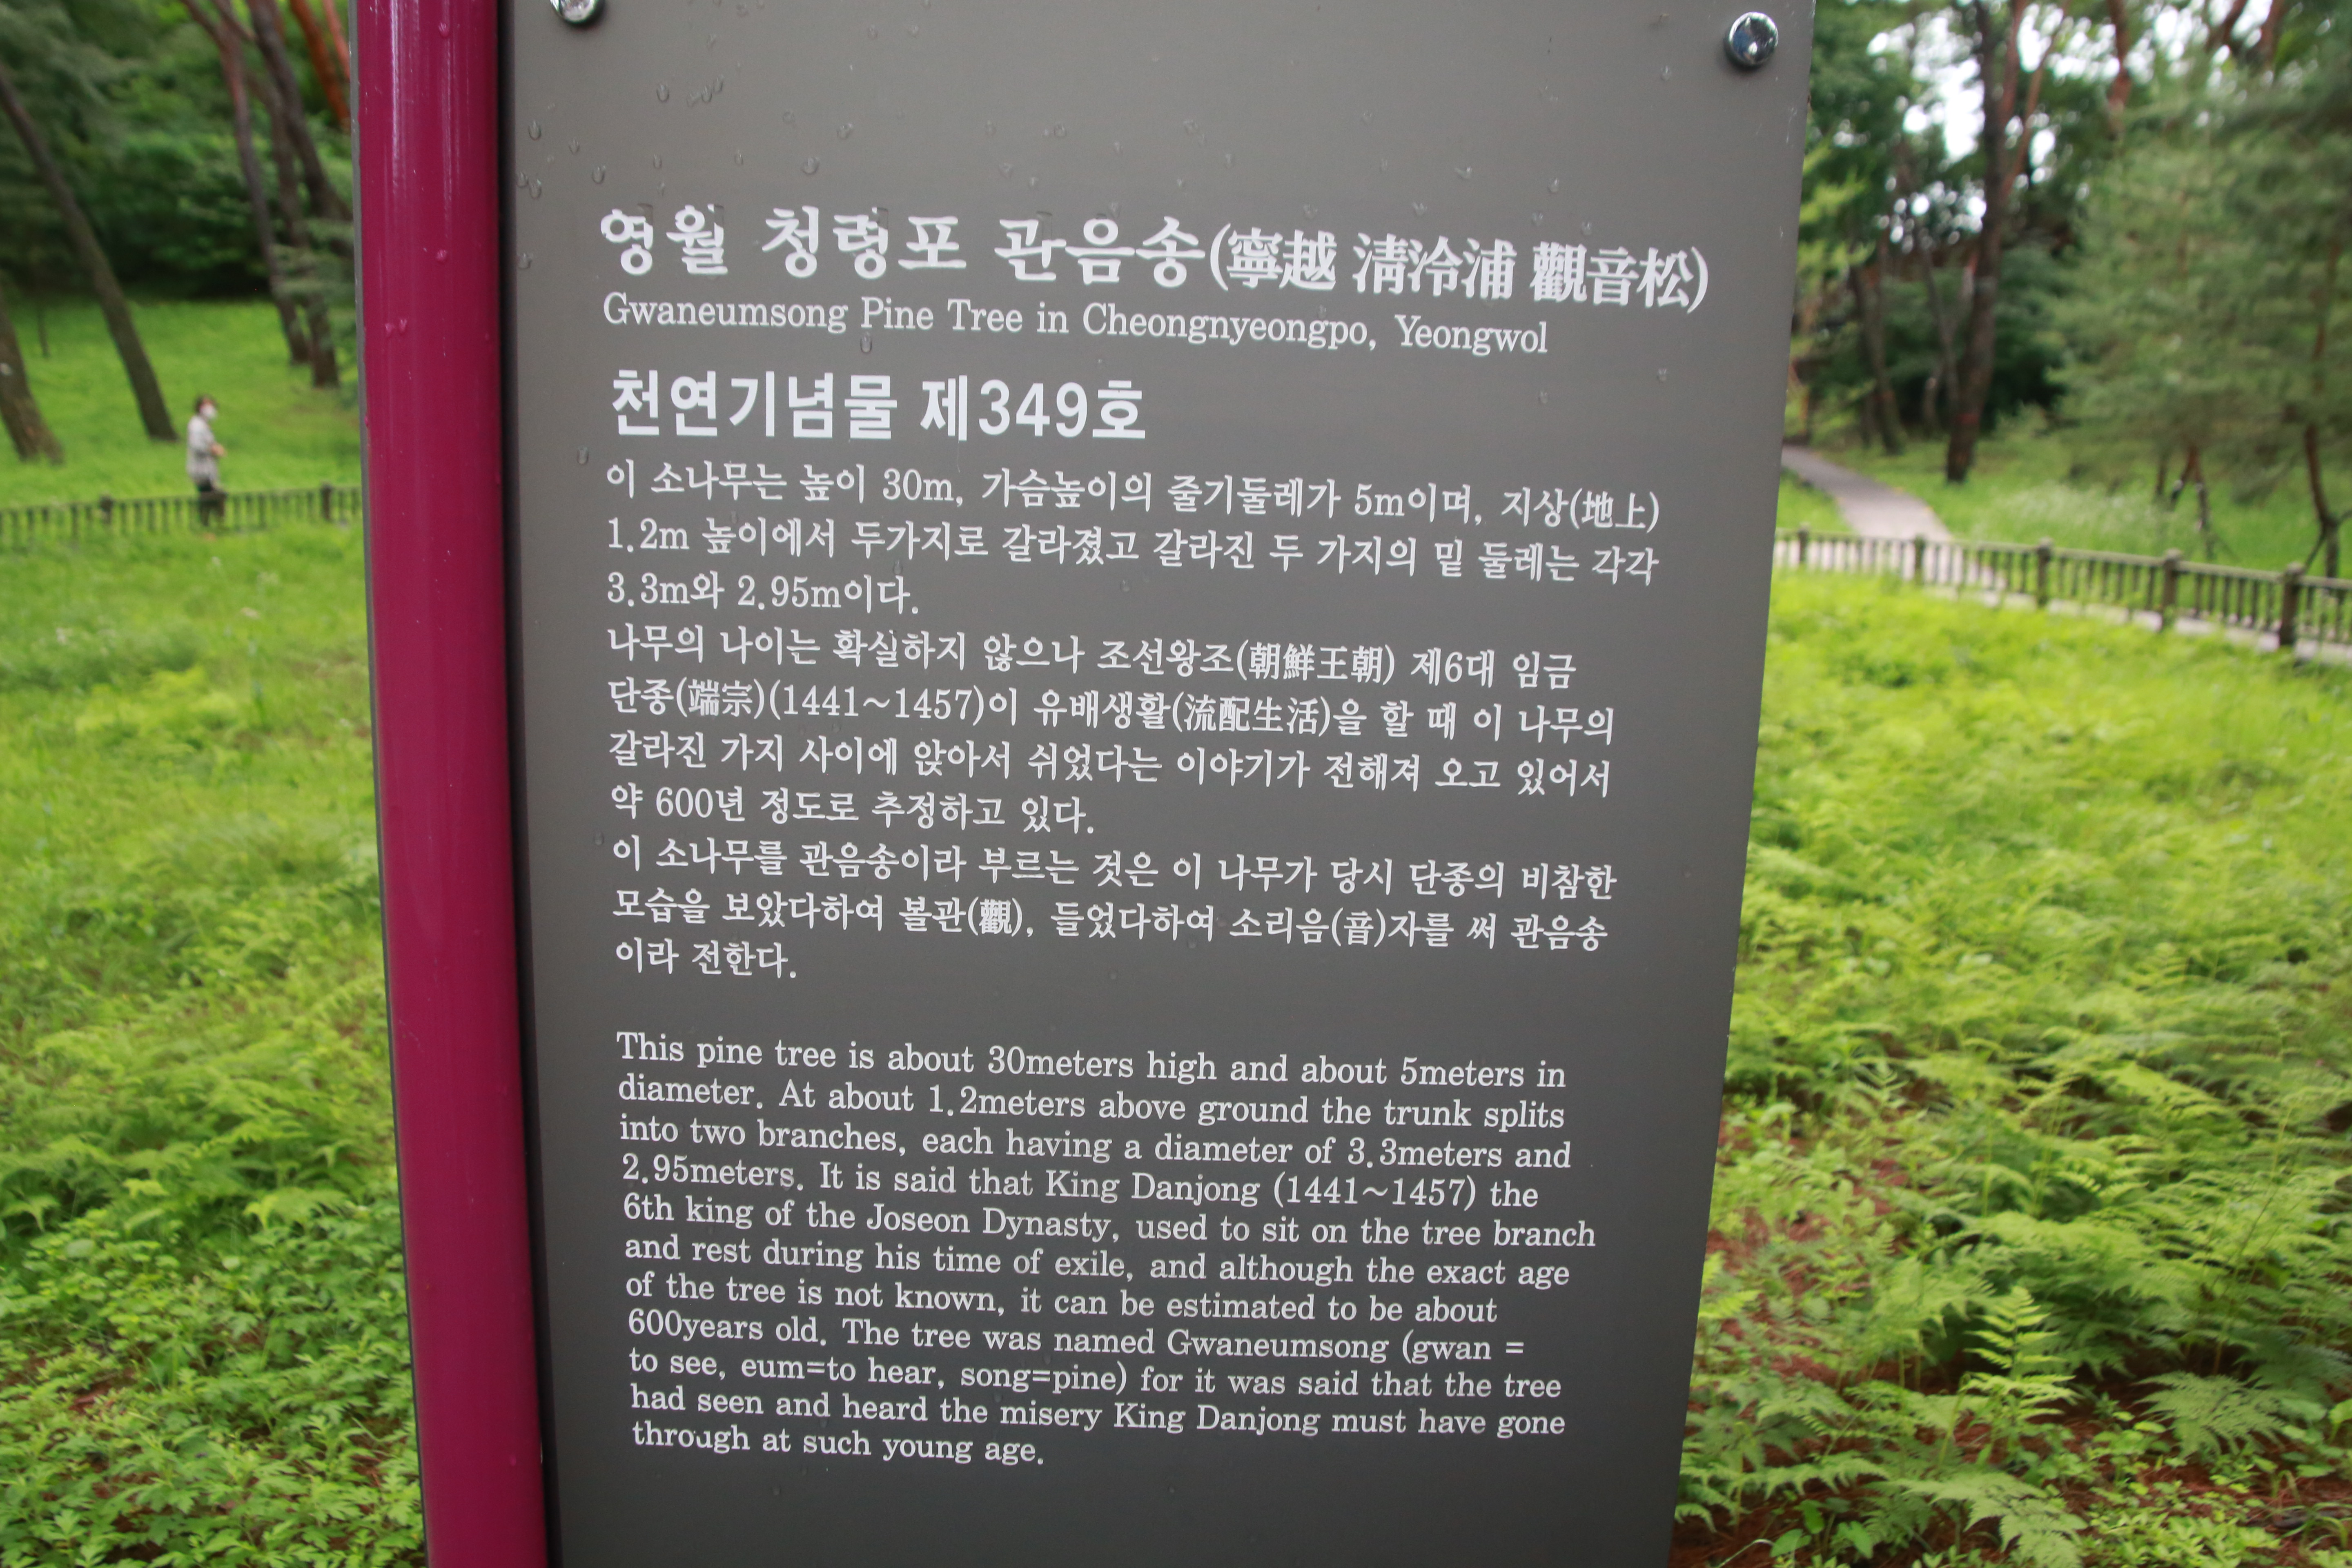 영월 청령포 관음송(寧越 淸泠浦 觀音松)
Gwaneumsong Pine Tree in Cheongnyeongpo, Yeongwol
천연기념물 제349호
이 소나무는 높이 30m, 가슴높이의 줄기둘레가 5m이며, 지상(地上)
1.2m 높이에서 두가지로 갈라졌고 갈라진 두 가지의 밑 둘레는 각각
3.3m와 2.95m이다.
나무의 나이는 확실하지 않으나 조선왕조(朝鮮王朝) 제6대 임금
단종(端宗)(1441~1457)이 유배생활(流配生活)을 할 때 이 나무의
갈라진 가지 사이에 앉아서 쉬었다는 이야기가 전해져 오고 있어서
약 600년 정도로 추정하고 있다.
이 소나무를 관음송이라 부르는 것은 이 나무가 당시 단종의 비참한
모습을 보았다하여 볼관(觀), 들었다하여 소리음(音)자를 써 관음송
이라 전한다.
This pine tree is about 30meters high and about 5meters in
diameter. At about 1.2meters above ground the trunk splits
into two branches, each having a diameter of 3.3meters and
2.95meters. It is said that King Danjong (1441~1457) the
6th king of the Joseon Dynasty, used to sit on the tree branch
and rest during his time of exile, and although the exact age
of the tree is not known, it can be estimated to be about
600years old. The tree was named Gwaneumsong (gwan =
to see, eum=to hear, song=pine) for it was said that the tree
had seen and heard the misery King Danjong must have gone
through at such young age.